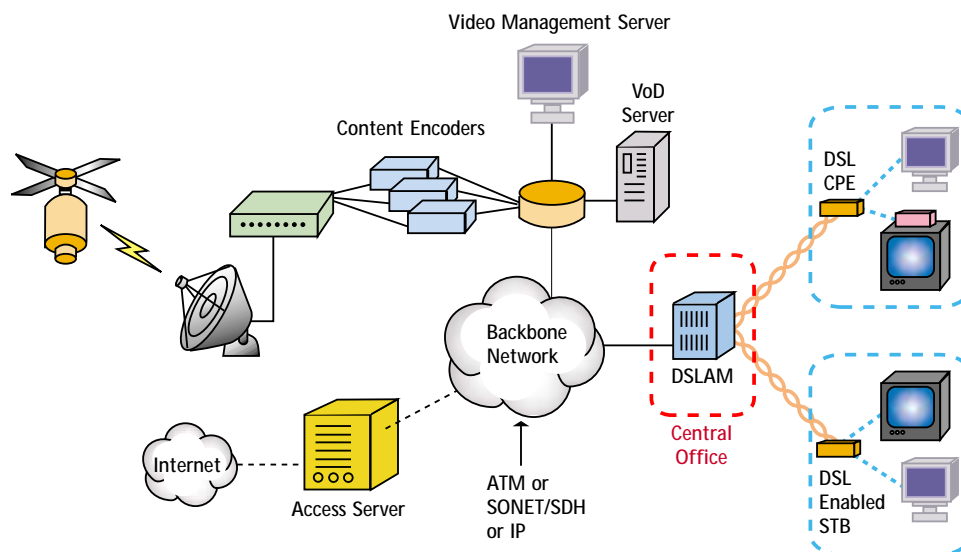 Video Management Server
VoD
Server
Content Encoders
DSL
CPE
Backbone
Network
DSLAM
Central
Office
Internet
Access Server
ATM or
SONET/SDH
or IP
DSL
Enabled
STB